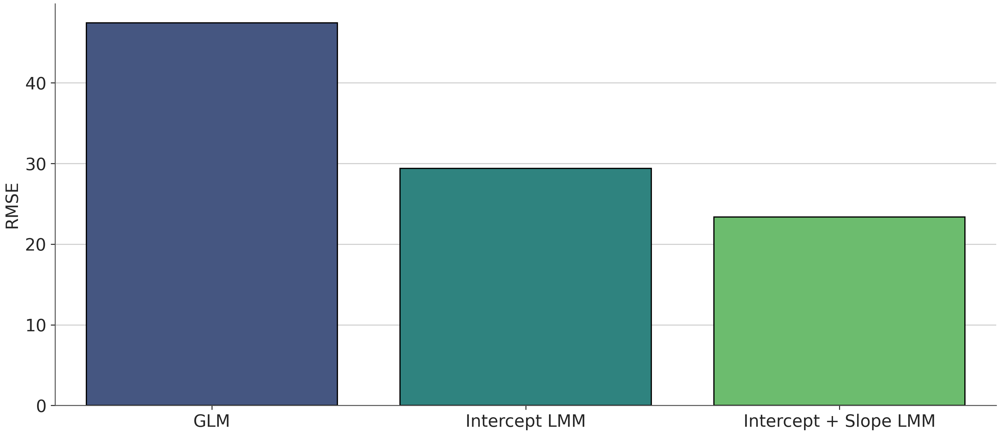 RMSE
40
30
20
10
0
GLM
Intercept LMM
Intercept + Slope LMM